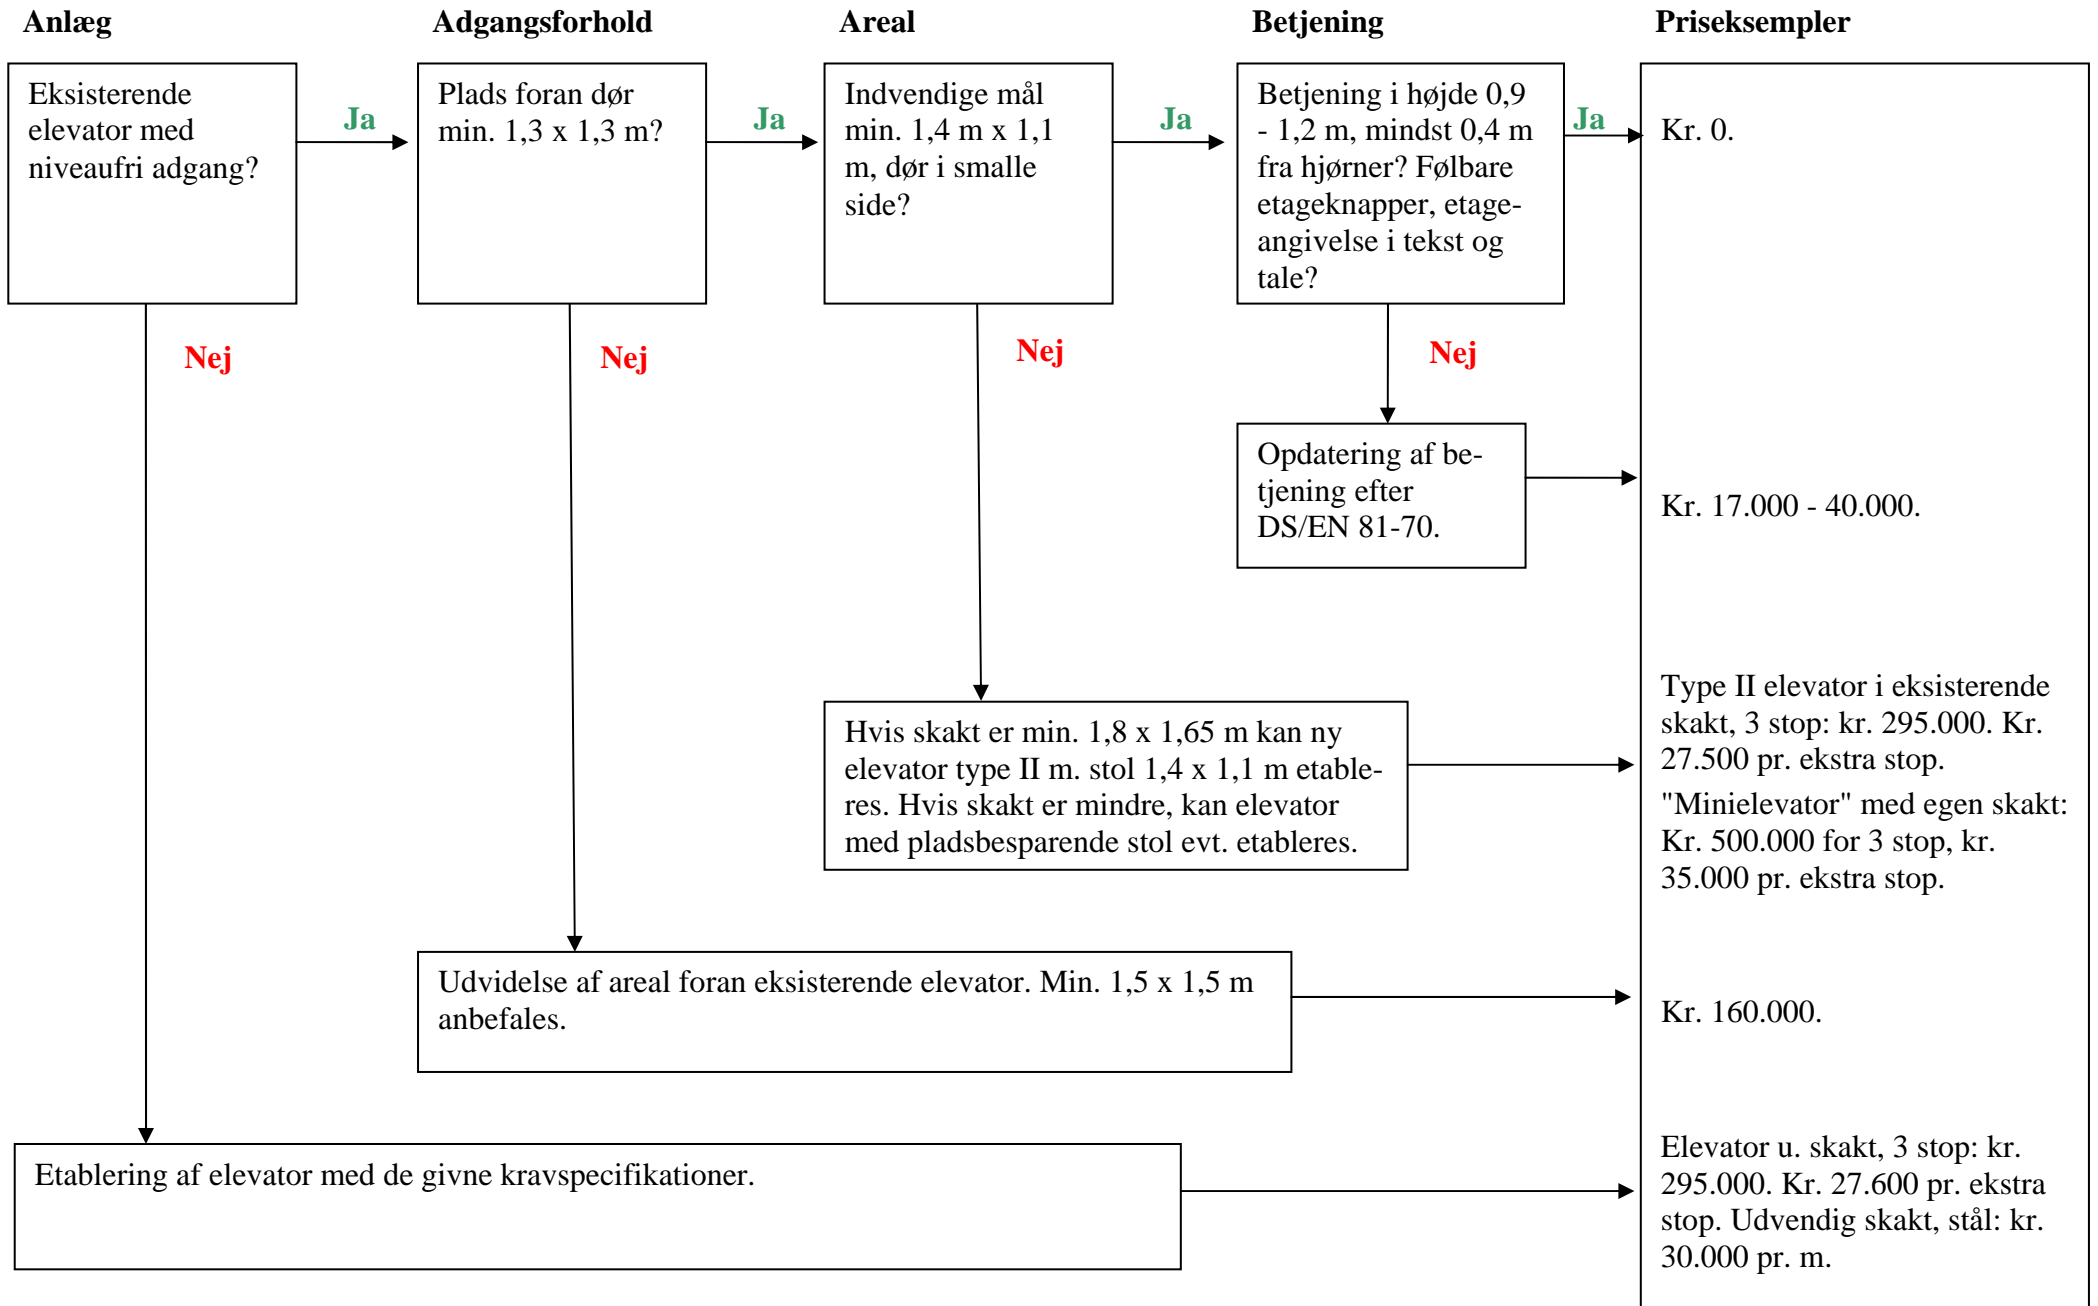 Anlæg
Adgangsforhold
Areal
Betjening
Priseksempler
Eksisterende
elevator med
niveaufri adgang?
Ja
Plads foran dør
min. 1,3 x 1,3 m?
Ja
Indvendige mål
min. 1,4 m x 1,1
m, dør i smalle
side?
Ja
Betjening i højde 0,9
- 1,2 m, mindst 0,4 m
fra hjørner? Følbare
etageknapper, etage-
angivelse i tekst og
tale?
Ja
Kr. 0.
Nej
Nej
Nej
Nej
Opdatering af be-
tjening efter
DS/EN 81-70.
Kr. 17.000 - 40.000.
Hvis skakt er min. 1,8 x 1,65 m kan ny
elevator type II m. stol 1,4 x 1,1 m etable-
res. Hvis skakt er mindre, kan elevator
med pladsbesparende stol evt. etableres.
Type II elevator i eksisterende
skakt, 3 stop: kr. 295.000. Kr.
27.500 pr. ekstra stop.
"Minielevator" med egen skakt:
Kr. 500.000 for 3 stop, kr.
35.000 pr. ekstra stop.
Udvidelse af areal foran eksisterende elevator. Min. 1,5 x 1,5 m
anbefales.
Kr. 160.000.
Etablering af elevator med de givne kravspecifikationer.
Elevator u. skakt, 3 stop: kr.
295.000. Kr. 27.600 pr. ekstra
stop. Udvendig skakt, stål: kr.
30.000 pr. m.